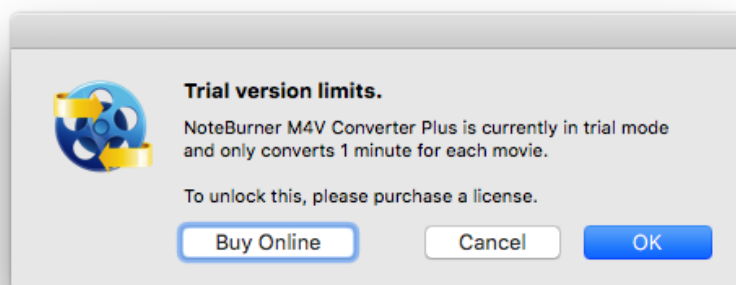 Trial version limits.
NoteBurner M4V Converter Plus is currently in trial mode
and only converts 1 minute for each movie.
To unlock this, please purchase a license.
Buy Online
Cancel
OK